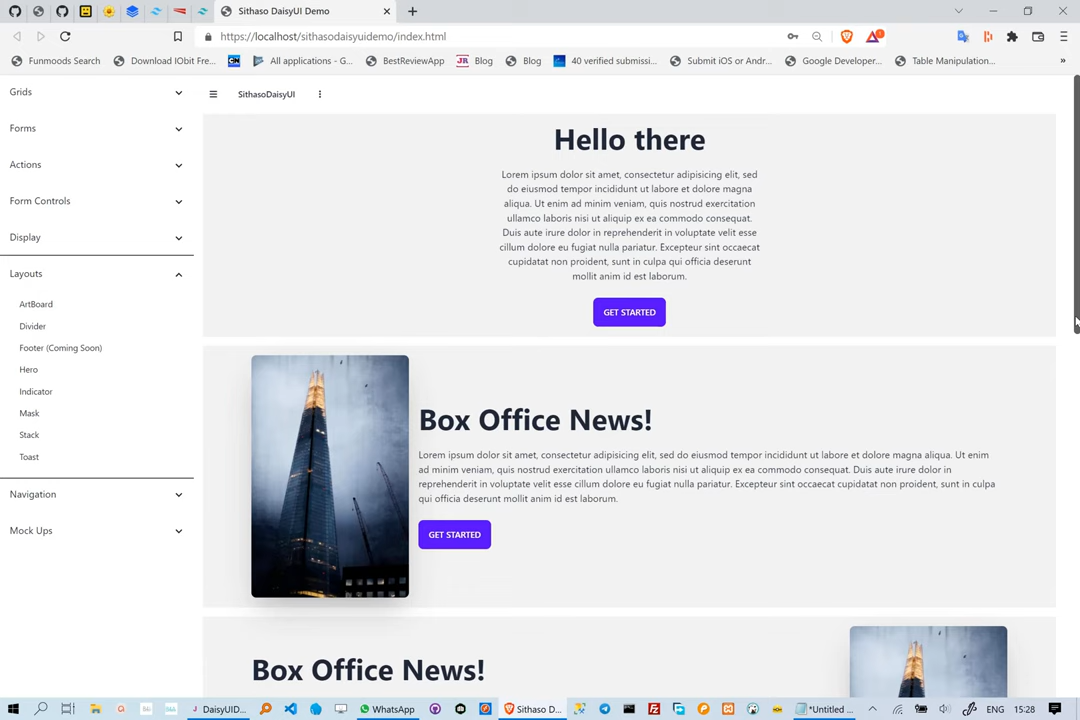 Sithaso DaisyUI Demo
https://localhost/sithasodaisyuidemo/index.html
Funmoods Search
Download IObit Fre...
All applications - G...
BestReviewApp
JR Blog
Blog
40 verified submissi...
Submit iOS or Andr...
Google Developer...
Table Manipulation...
»
Grids
Forms
Actions
Form Controls
Display
Layouts
ArtBoard
Divider
Footer (Coming Soon)
Hero
Indicator
Mask
Stack
Toast
Navigation
Mock Ups
SithasoDaisyUI
Hello there
Lorem ipsum dolor sit amet, consectetur adipisicing elit, sed
do eiusmod tempor incididunt ut labore et dolore magna
aliqua. Ut enim ad minim veniam, quis nostrud exercitation
ullamco laboris nisi ut aliquip ex ea commodo consequat.
Duis aute irure dolor in reprehenderit in voluptate velit esse
cillum dolore eu fugiat nulla pariatur. Excepteur sint occaecat
cupidatat non proident, sunt in culpa qui officia deserunt
mollit anim id est laborum.
GET STARTED
Box Office News!
Lorem ipsum dolor sit amet, consectetur adipisicing elit, sed do eiusmod tempor incididunt ut labore et dolore magna aliqua. Ut enim
ad minim veniam, quis nostrud exercitation ullamco laboris nisi ut aliquip ex ea commodo consequat. Duis aute irure dolor in
reprehenderit in voluptate velit esse cillum dolore eu fugiat nulla pariatur. Excepteur sint occaecat cupidatat non proident, sunt in culpa
qui officia deserunt mollit anim id est laborum.
GET STARTED
Box Office News!
DaisyUID...
WhatsApp
Sithaso D...
*Untitled ...
ENG
15:28